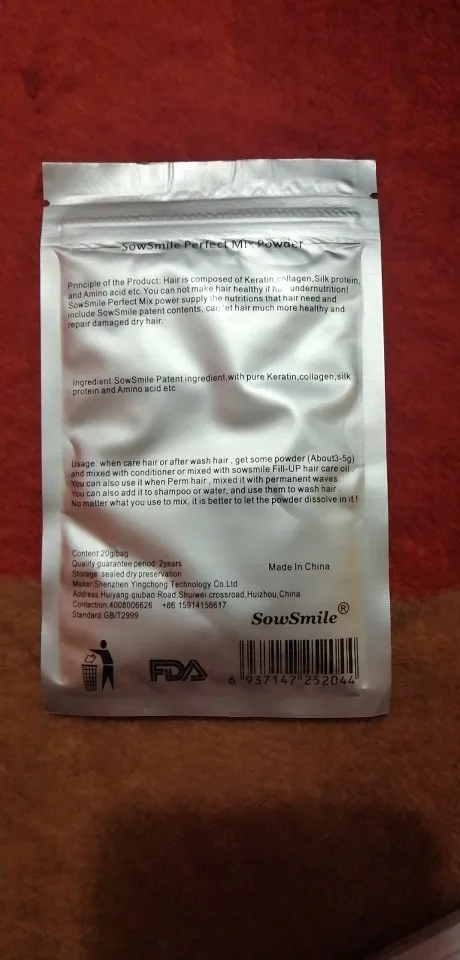 SowSmile Perfect Mix Powder
Principle of the Product: Hair is composed of Keratin,collagen,Silk protein,
and Amino acid etc.You can not make hair healthy if undernutrition!
SowSmile Perfect Mix power supply the nutritions that hair need and
include SowSmile patent contents, can let hair much more healthy and
repair damaged dry hair.
Ingredient:SowSmile Patent ingredient,with pure Keratin,collagen,silk
protein and Amino acid etc
Usage: when care hair or after wash hair , get some powder (About3-5g)
and mixed with conditioner or mixed with sowsmile Fill-UP hair care oil .
You can also use it when Perm hair , mixed it with permanent waves.
You can also add it to shampoo or water, and use them to wash hair .
No matter what you use to mix, it is better to let the powder dissolve in it !
Content:20g/bag
Quality guarantee period: 2years
Storage: sealed dry preservation
Made In China
Maker:Shenzhen Yingchong Technology Co.Ltd
Address:Huiyang qiubao Road,Shuiwei crossroad,Huizhou,China
Contaction:4008006626 +86 15914156617
Standard:GB/T2999
SowSmile®
FDA
6 937147 252044